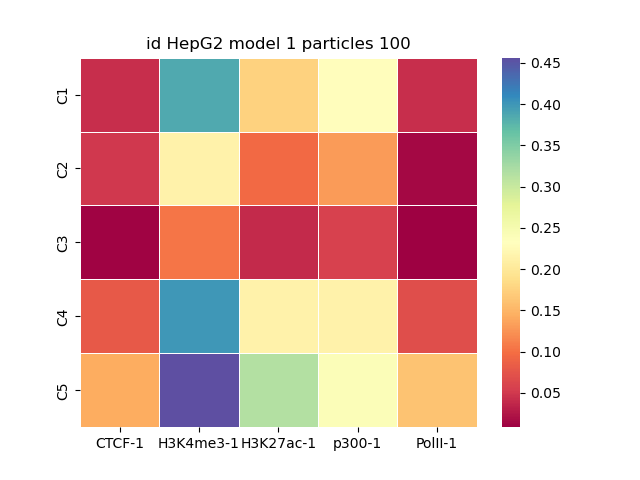 id HepG2 model 1 particles 100
C1
C2
C3
C4
C5
CTCF-1 H3K4me3-1 H3K27ac-1 p300-1 PolII-1
0.45
0.40
0.35
0.30
0.25
0.20
0.15
0.10
0.05